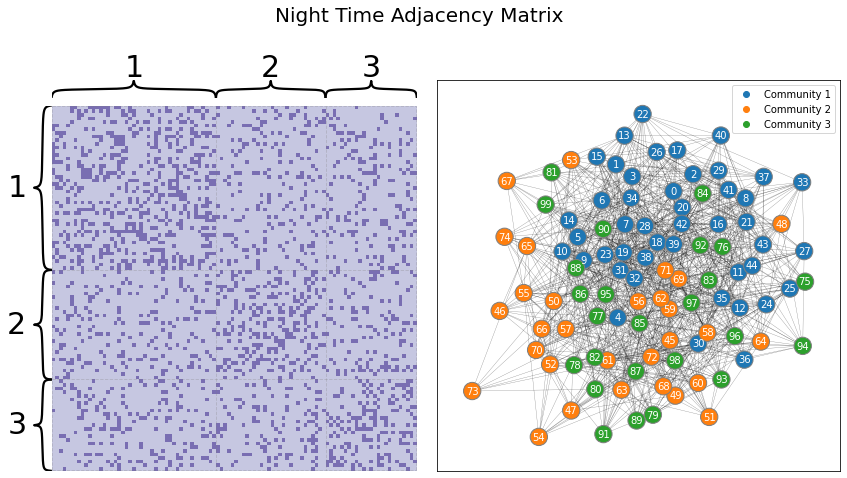 Night Time Adjacency Matrix
1 2 3
1
2
3
Community 1
Community 2
Community 3
22
13 40
15 53 1 26 17
81 3 2 29 37
67 0 84 41 33
99 6 34 20 8
14 90 7 28 42 16 21 48
74 65 5 18 39 92 76 43
10 9 23 19 38 27
88 31 32 71 69 83 11 44
55 86 95 56 62 97 35 25 75
46 50 77 4 59 12 24
66 57 85 45 58 96 64
70 30 94
52 78 82 61 72 98 36
87 93
73 80 63 68 60
47 49
54 91 89 79 51